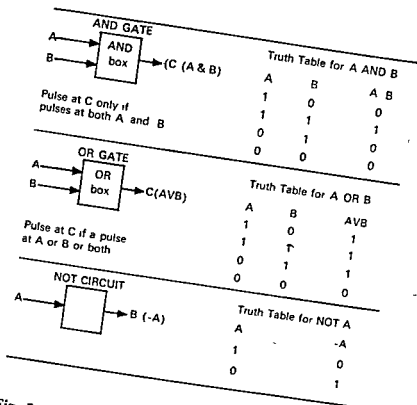 AND GATE
A
B
AND
box
(C (A & B)
Pulse at C only if
pulses at both A and B
Truth Table for A AND B
A B A B
1 0 0
1 1 1
0 1 0
0 0 0
OR GATE
A
B
OR
box
C(AVB)
Pulse at C if a pulse
at A or B or both
Truth Table for A OR B
A B AVB
1 0 1
1 1 1
0 1 1
0 0 0
NOT CIRCUIT
A
B (-A)
Truth Table for NOT A
A -A
1 0
0 1